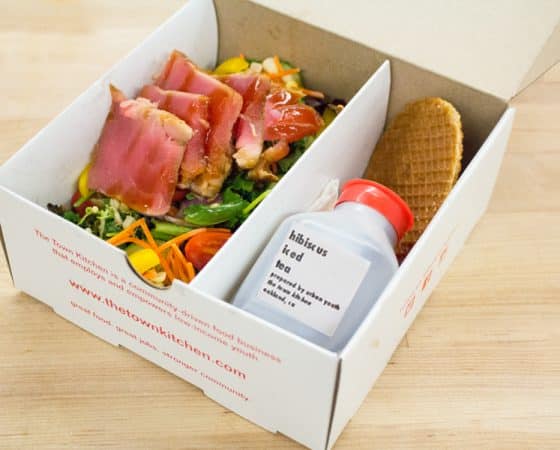 The Town Kitchen is a community-driven food business
that employs and empowers low-income youth
www.thetownkitchen.com
great food. great jobs. stronger community.
hibiscus
iced
tea
prepared by urban youth
the town kitchen
oakland, ca